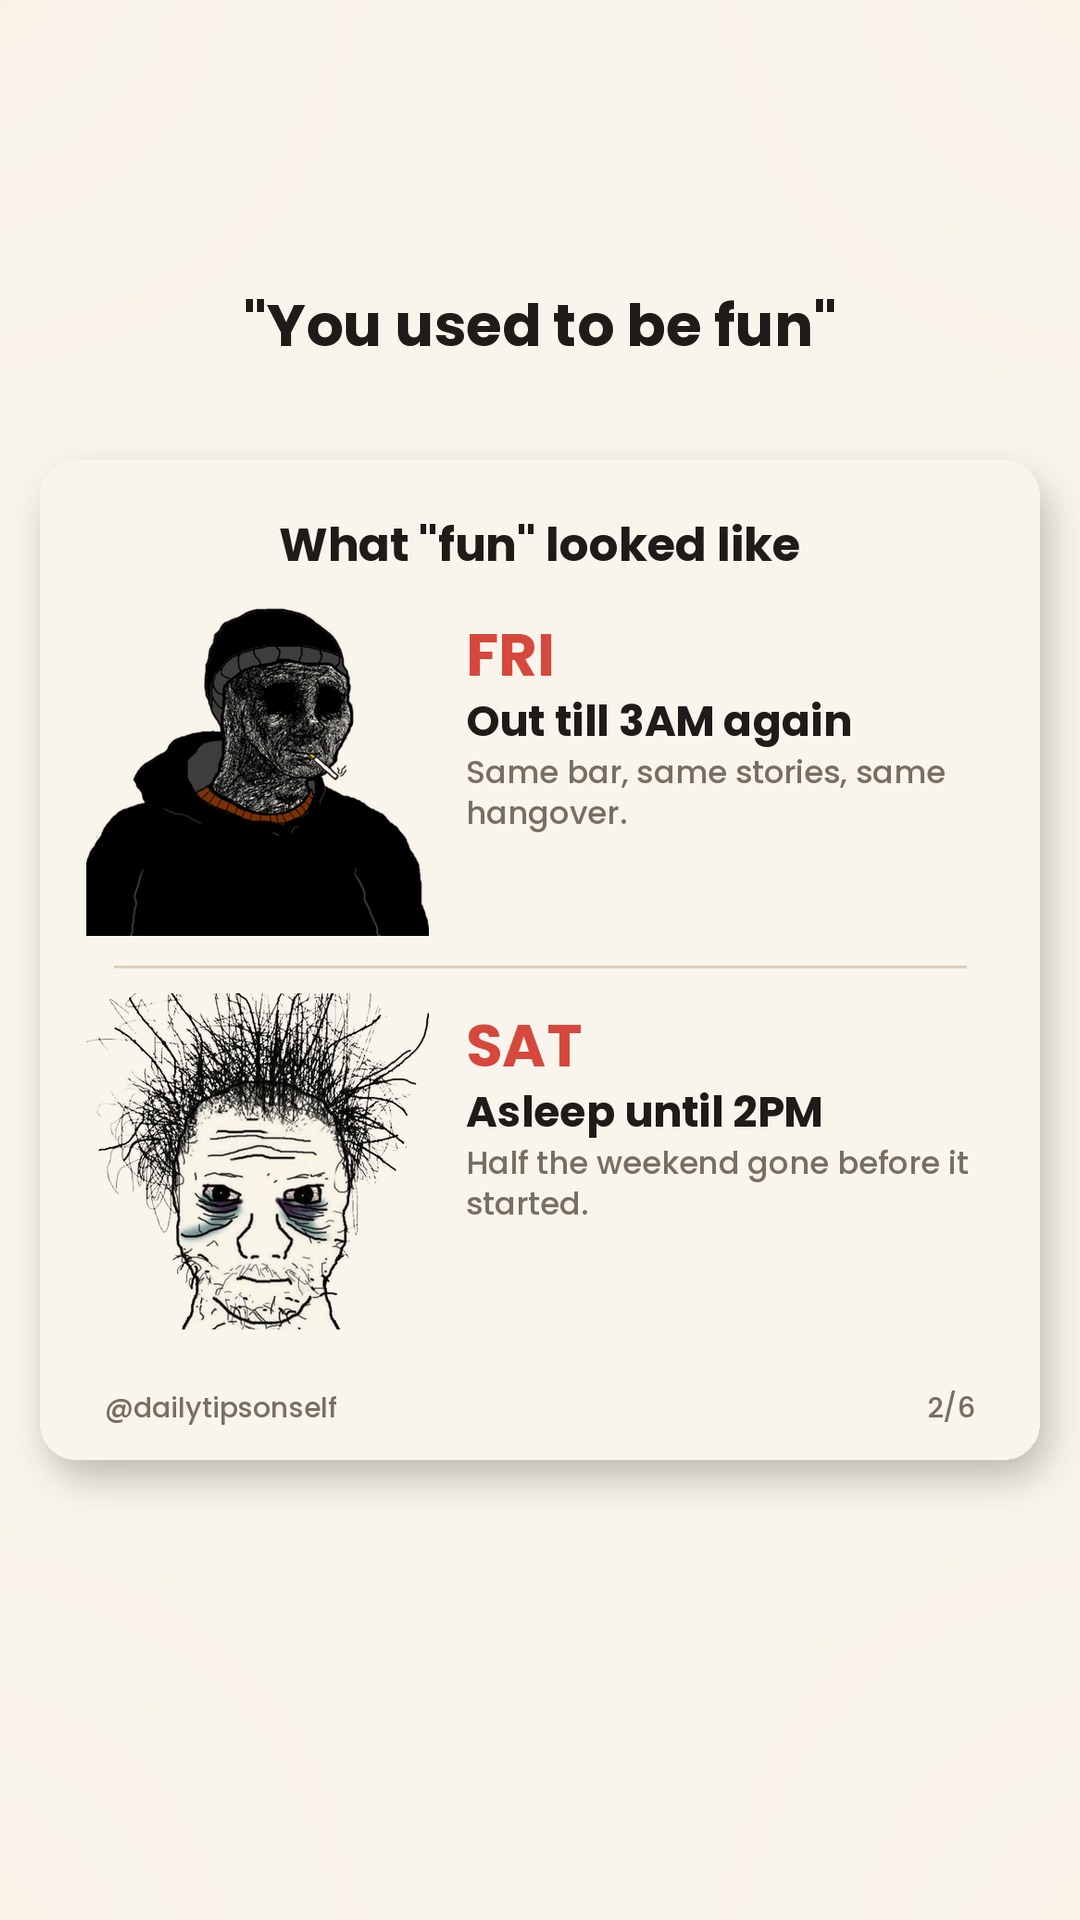 "You used to be fun"
What "fun" looked like
FRI
Out till 3AM again
Same bar, same stories, same
hangover.
SAT
Asleep until 2PM
Half the weekend gone before it
started.
@dailytipsonself
2/6